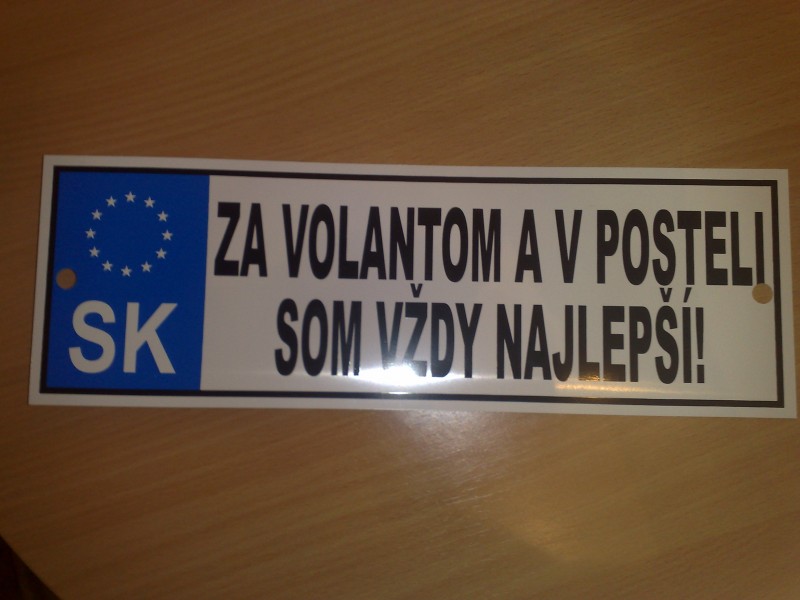 SK
ZA VOLANTOM A V POSTELI
SOM VŽDY NAJLEPŠÍ!